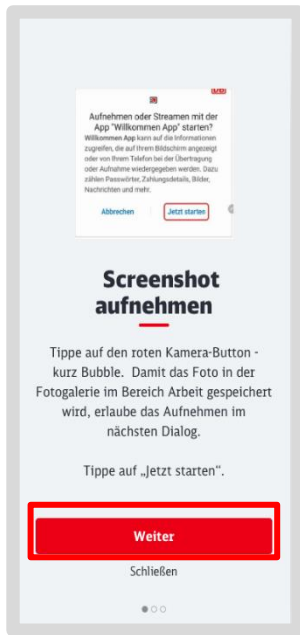 Aufnehmen oder Streamen mit der
App "Willkommen App" starten?
Willkommen App kann auf die Informationen
zugreifen, die auf Ihrem Bildschirm angezeigt
oder von Ihrem Telefon bei der Übertragung
oder Aufnahme wiedergegeben werden. Dazu
zählen Passwörter, Zahlungsdetails, Bilder,
Nachrichten und mehr.
Abbrechen Jetzt starten
Screenshot
aufnehmen
Tippe auf den roten Kamera-Button -
kurz Bubble. Damit das Foto in der
Fotogalerie im Bereich Arbeit gespeichert
wird, erlaube das Aufnehmen im
nächsten Dialog.
Tippe auf „Jetzt starten“.
Weiter
Schließen